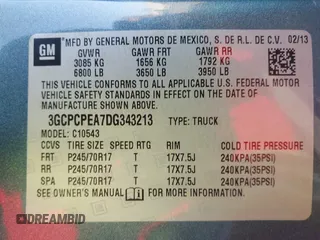 GM MFD BY GENERAL MOTORS DE MEXICO, S DE R.L. DE C.V. 02/13
GVWR GAWR FRT GAWR RR
3085 KG 1656 KG 1792 KG
6800 LB 3650 LB 3950 LB
THIS VEHICLE CONFORMS TO ALL APPLICABLE U.S. FEDERAL MOTOR
VEHICLE SAFETY AND THEFT PREVENTION STANDARDS IN EFFECT
ON THE DATE OF MANUFACTURE SHOWN ABOVE.
3GCPCPEA7DG343213 TYPE: TRUCK
MODEL: C10543
CCVS TIRE SIZE SPEED RTG RIM COLD TIRE PRESSURE
FRT P245/70R17 T 17X7.5J 240KPA(35PSI)
RR P245/70R17 T 17X7.5J 240KPA(35PSI)
SPA P245/70R17 T 17X7.5J 240KPA(35PSI)
SEE OWNER'S MANUAL FOR ADDITIONAL INFORMATION
DREAMBID